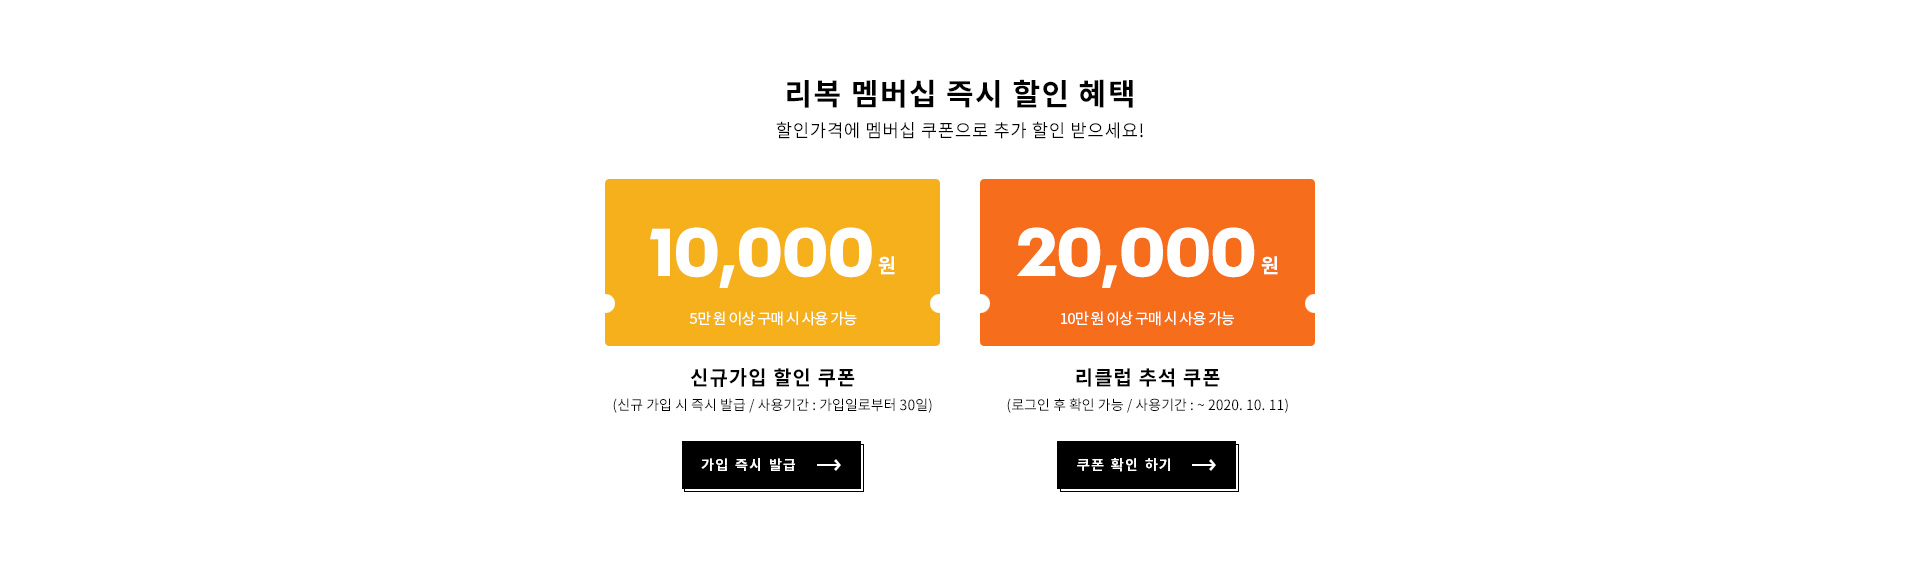 리복 멤버십 즉시 할인 혜택
할인가격에 멤버십 쿠폰으로 추가 할인 받으세요!
10,000 원
5만 원 이상 구매 시 사용 가능
신규가입 할인 쿠폰
(신규 가입 시 즉시 발급 / 사용기간 : 가입일로부터 30일)
가입 즉시 발급
20,000 원
10만 원 이상 구매 시 사용 가능
리클럽 추석 쿠폰
(로그인 후 확인 가능 / 사용기간 : ~ 2020. 10. 11)
쿠폰 확인 하기